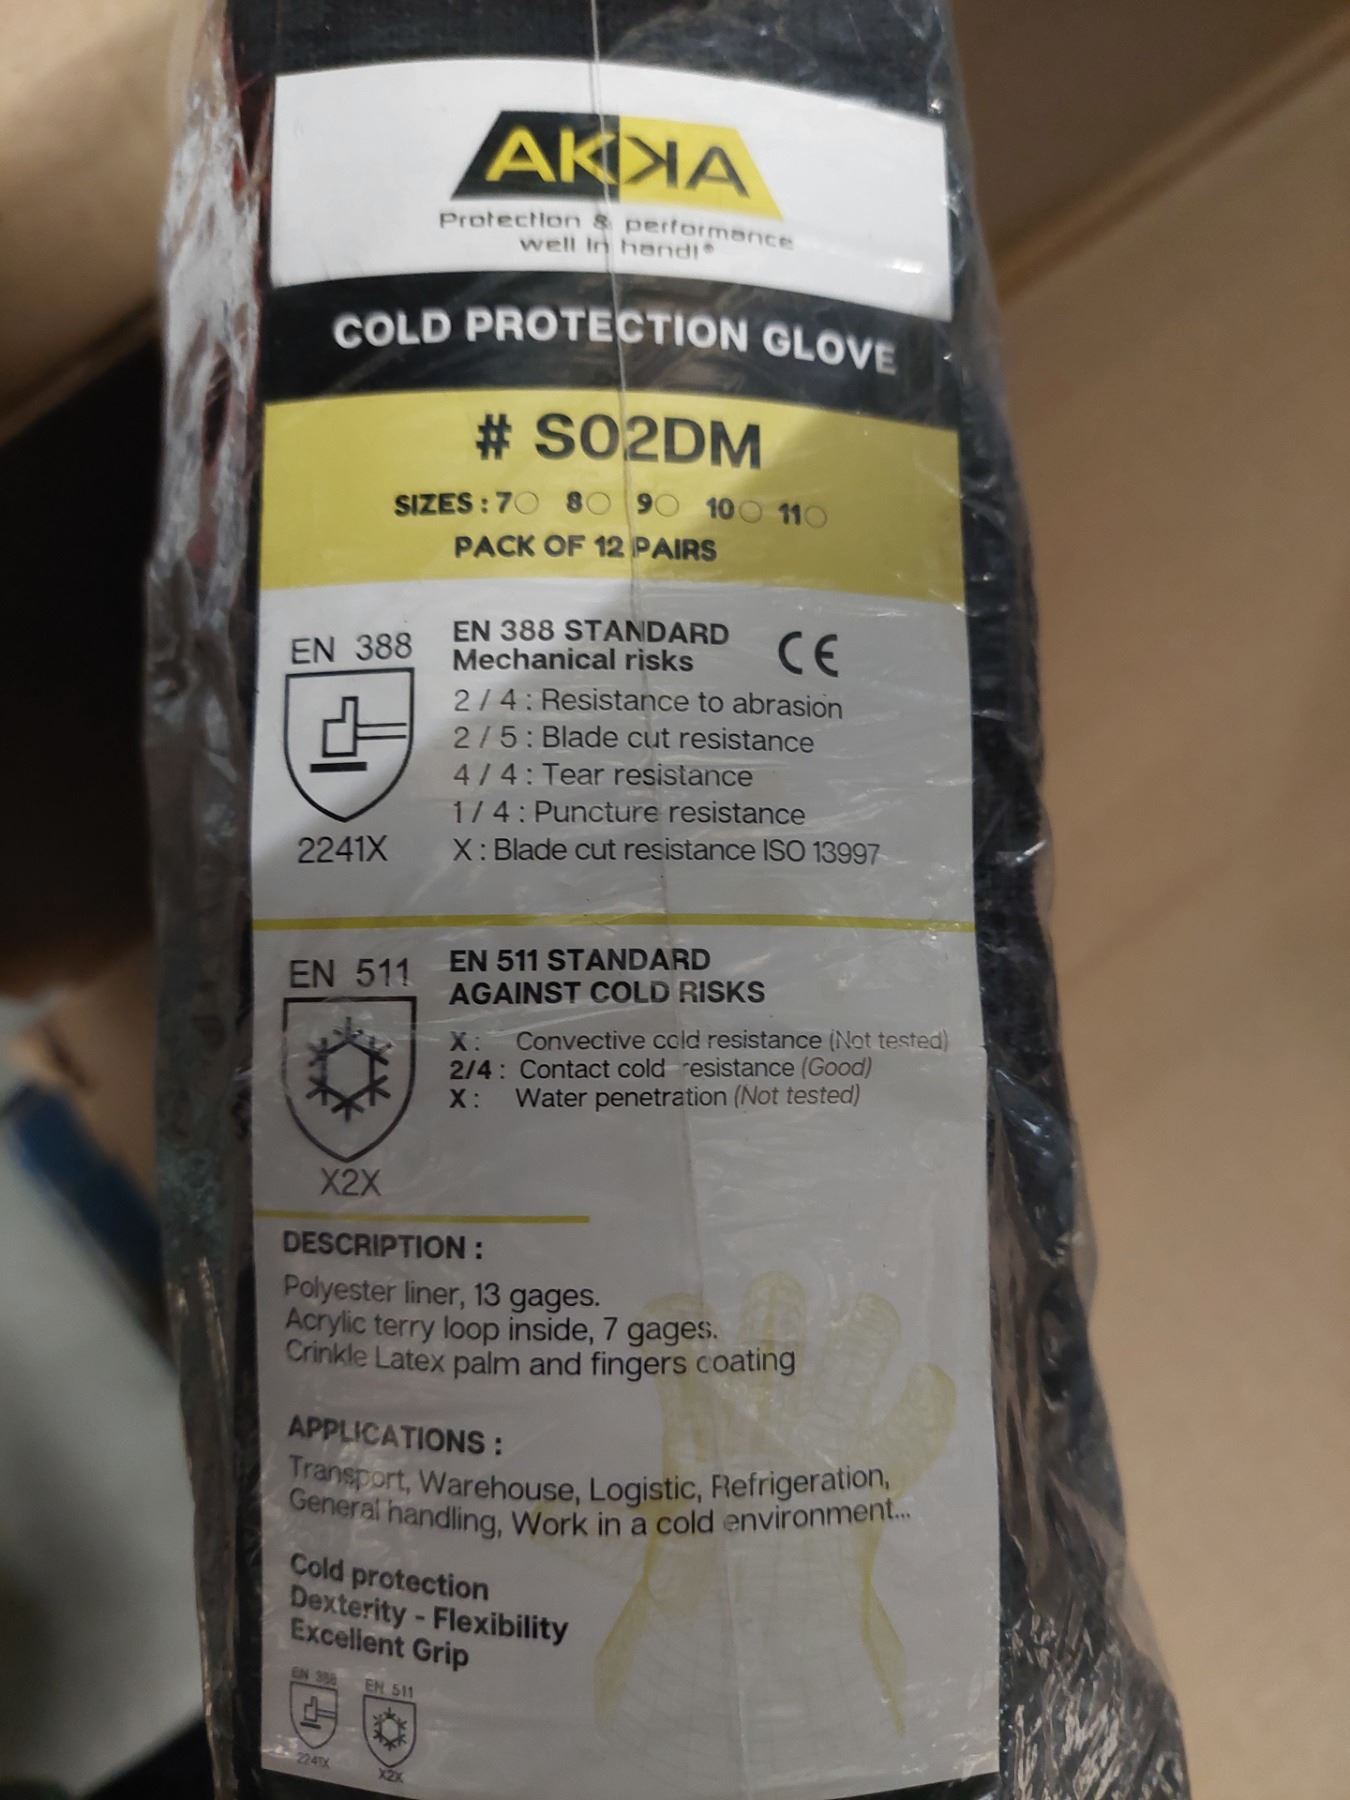 AKKA
Protection & performance
well in hand!®
COLD PROTECTION GLOVE
# S02DM
SIZES : 7○ 8○ 9○ 10○ 11○
PACK OF 12 PAIRS
EN 388
EN 388 STANDARD
Mechanical risks
CE
2 / 4 : Resistance to abrasion
2 / 5 : Blade cut resistance
4 / 4 : Tear resistance
1 / 4 : Puncture resistance
X : Blade cut resistance ISO 13997
2241X
EN 511
EN 511 STANDARD
AGAINST COLD RISKS
X : Convective cold resistance (Not tested)
2/4 : Contact cold resistance (Good)
X : Water penetration (Not tested)
X2X
DESCRIPTION :
Polyester liner, 13 gages.
Acrylic terry loop inside, 7 gages.
Crinkle Latex palm and fingers coating
APPLICATIONS :
Transport, Warehouse, Logistic, Refrigeration,
General handling, Work in a cold environment...
Cold protection
Dexterity - Flexibility
Excellent Grip
EN 388
EN 511
2241X
X2X